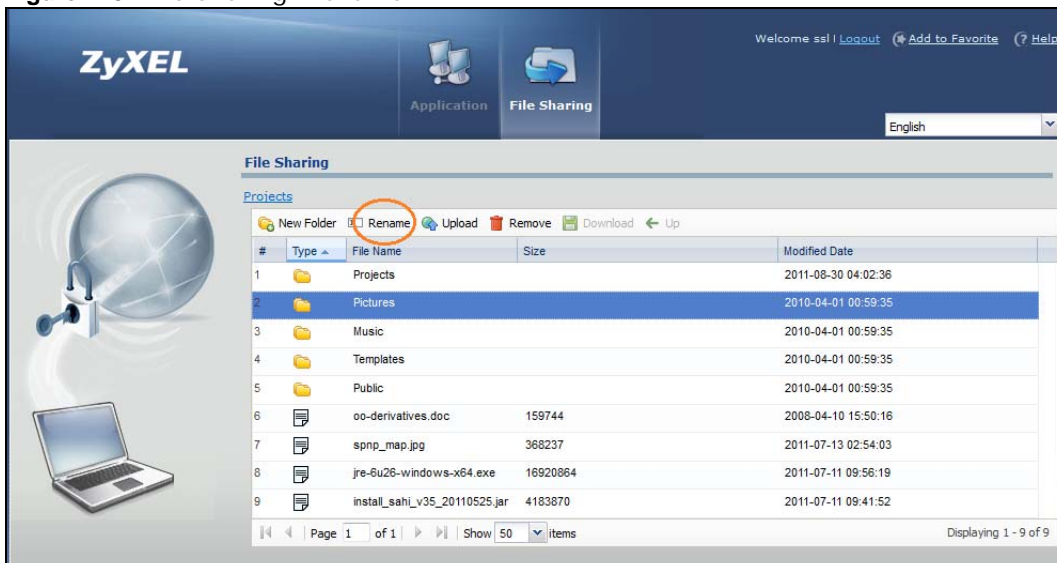 ZyXEL
Welcome ssl | Logout Add to Favorite ? Help
Application File Sharing
English
File Sharing
Projects
New Folder Rename Upload Remove Download Up
# Type File Name Size Modified Date
1 Projects 2011-08-30 04:02:36
2 Pictures 2010-04-01 00:59:35
3 Music 2010-04-01 00:59:35
4 Templates 2010-04-01 00:59:35
5 Public 2010-04-01 00:59:35
6 oo-derivatives.doc 159744 2008-04-10 15:50:16
7 spnp_map.jpg 368237 2011-07-13 02:54:03
8 jre-6u26-windows-x64.exe 16920864 2011-07-11 09:56:19
9 install_sahi_v35_20110525.jar 4183870 2011-07-11 09:41:52
Page 1 of 1 Show 50 items Displaying 1 - 9 of 9